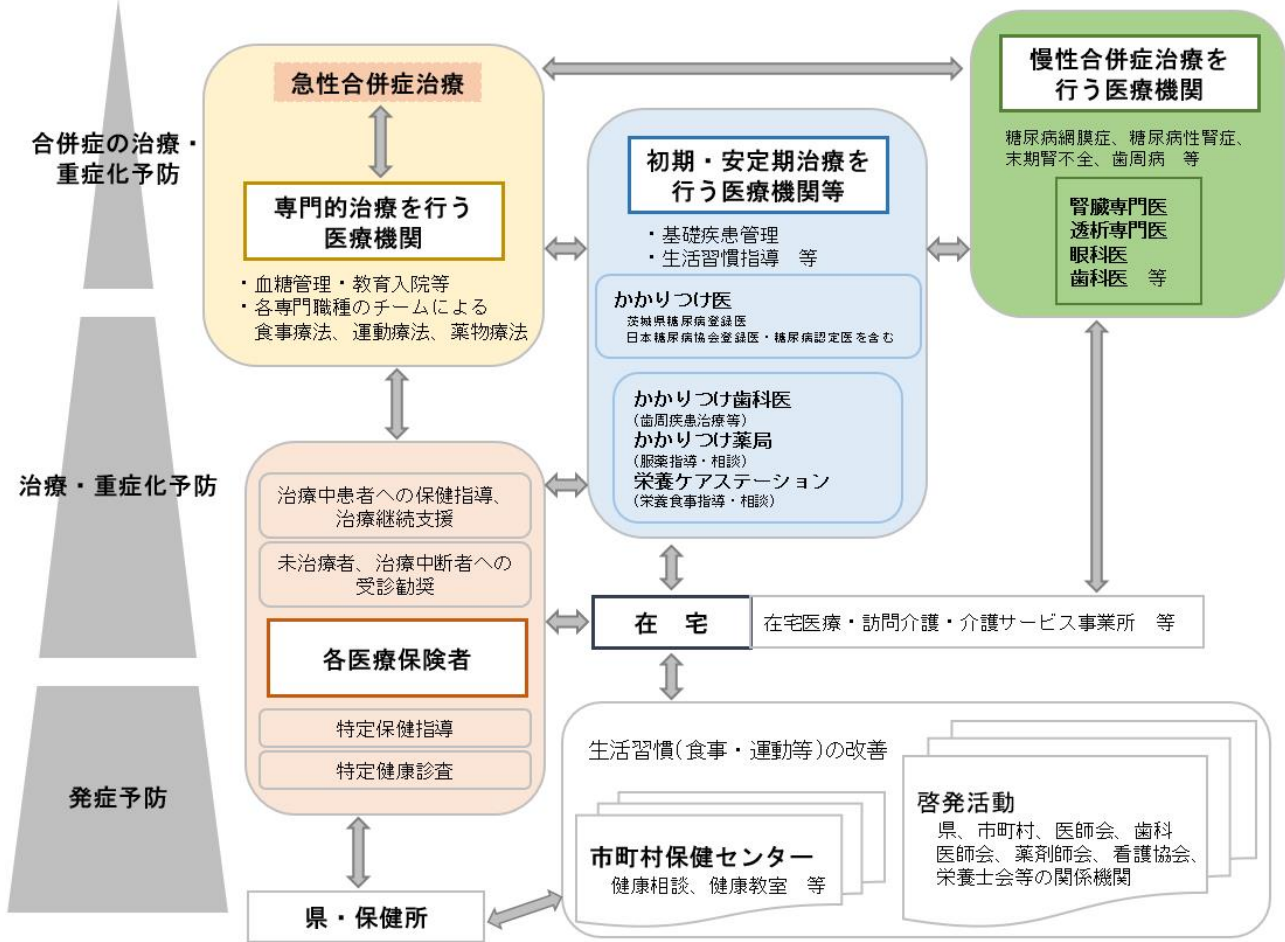 合併症の治療・
重症化予防
治療・重症化予防
発症予防
急性合併症治療
専門的治療を行う
医療機関
・血糖管理・教育入院等
・各専門職種のチームによる
食事療法、運動療法、薬物療法
初期・安定期治療を
行う医療機関等
・基礎疾患管理
・生活習慣指導 等
かかりつけ医
茨城県糖尿病登録医
日本糖尿病協会登録医・糖尿病認定医を含む
かかりつけ歯科医
(歯周疾患治療等)
かかりつけ薬局
(服薬指導・相談)
栄養ケアステーション
(栄養食事指導・相談)
慢性合併症治療を
行う医療機関
糖尿病網膜症、糖尿病性腎症、
末期腎不全、歯周病 等
腎臓専門医
透析専門医
眼科医
歯科医 等
治療中患者への保健指導、
治療継続支援
未治療者、治療中断者への
受診勧奨
各医療保険者
特定保健指導
特定健康診査
在 宅
在宅医療・訪問介護・介護サービス事業所 等
生活習慣(食事・運動等)の改善
市町村保健センター
健康相談、健康教室 等
啓発活動
県、市町村、医師会、歯科
医師会、薬剤師会、看護協会、
栄養士会等の関係機関
県・保健所